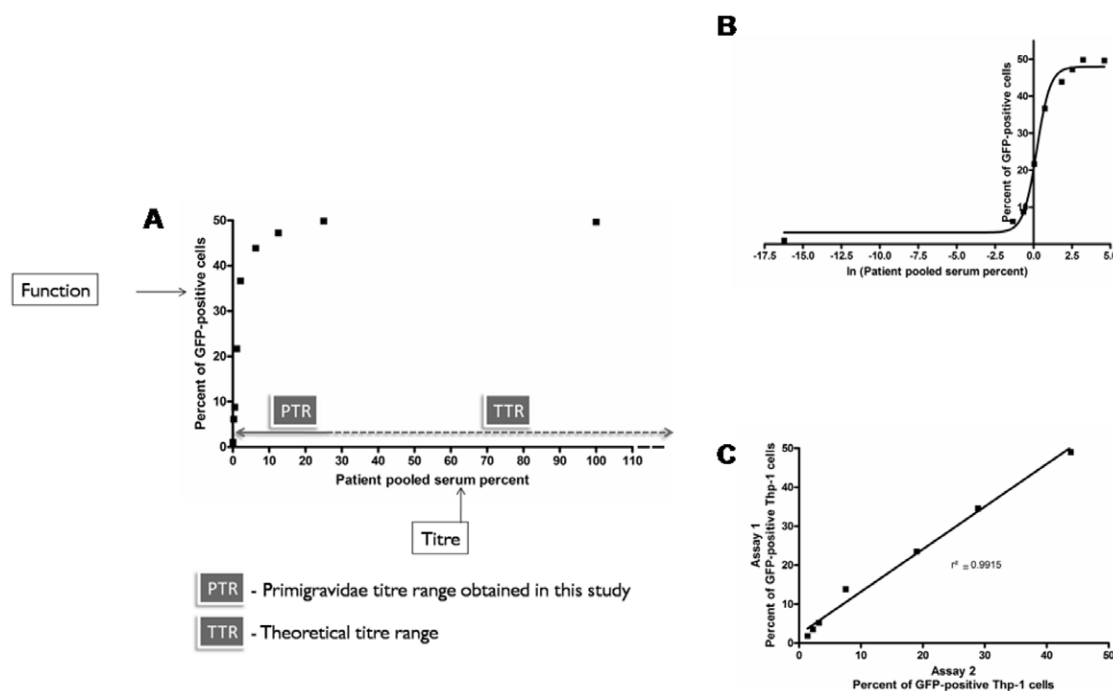 A
Function
Percent of GFP-positive cells
50
40
30
20
10
0
PTR
TTR
0 10 20 30 40 50 60 70 80 90 100 110
Patient pooled serum percent
Titre
PTR - Primigravidae titre range obtained in this study
TTR - Theoretical titre range
B
Percent of GFP-positive cells
50
40
30
20
10
-17.5 -15.0 -12.5 -10.0 -7.5 -5.0 -2.5 0.0 2.5 5.0
ln (Patient pooled serum percent)
C
Assay 1
Percent of GFP-positive Thp-1 cells
50
40
30
20
10
0
r² = 0.9915
0 10 20 30 40 50
Assay 2
Percent of GFP-positive Thp-1 cells